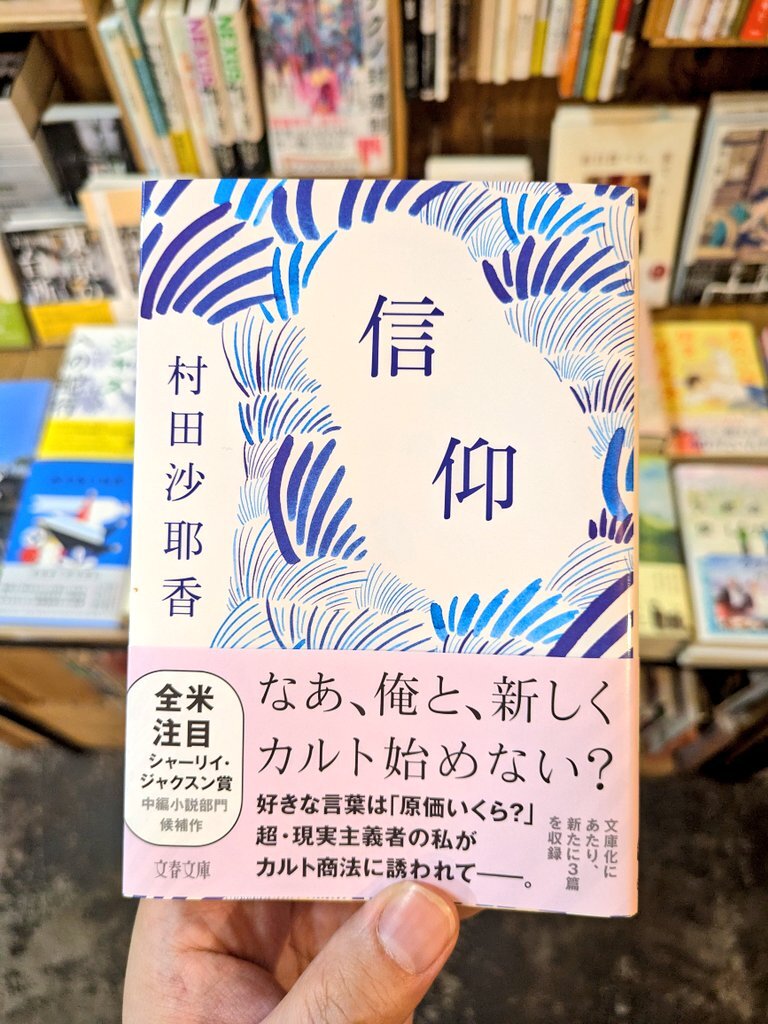 信
仰
村田沙耶香
なあ、俺と、新しく
カルト始めない?
全米
注目
シャーリイ・
ジャクスン賞
中編小説部門
候補作
好きな言葉は「原価いくら?」
超・現実主義者の私が
カルト商法に誘われて――。
文庫化に
あたり、
新たに3篇
を収録
文春文庫
NEXUS
NEXUS